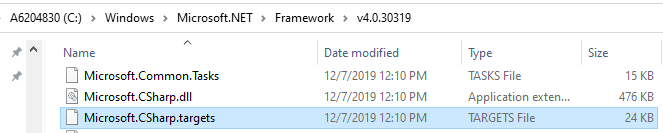 A6204830 (C:) > Windows > Microsoft.NET > Framework > v4.0.30319
Name Date modified Type Size
Microsoft.Common.Tasks 12/7/2019 12:10 PM TASKS File 15 KB
Microsoft.CSharp.dll 12/7/2019 12:10 PM Application exten... 476 KB
Microsoft.CSharp.targets 12/7/2019 12:10 PM TARGETS File 24 KB